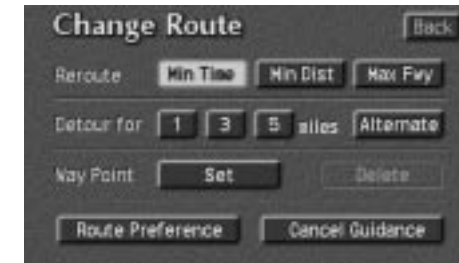 Change Route Back
Reroute Min Time Min Dist Max Fwy
Detour for 1 3 5 miles Alternate
Way Point Set Delete
Route Preference Cancel Guidance